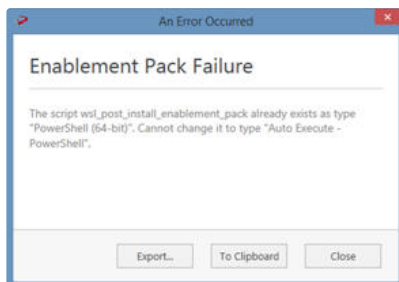 An Error Occurred
Enablement Pack Failure
The script wsl_post_install_enablement_pack already exists as type
"PowerShell (64-bit)". Cannot change it to type "Auto Execute -
PowerShell".
Export...
To Clipboard
Close